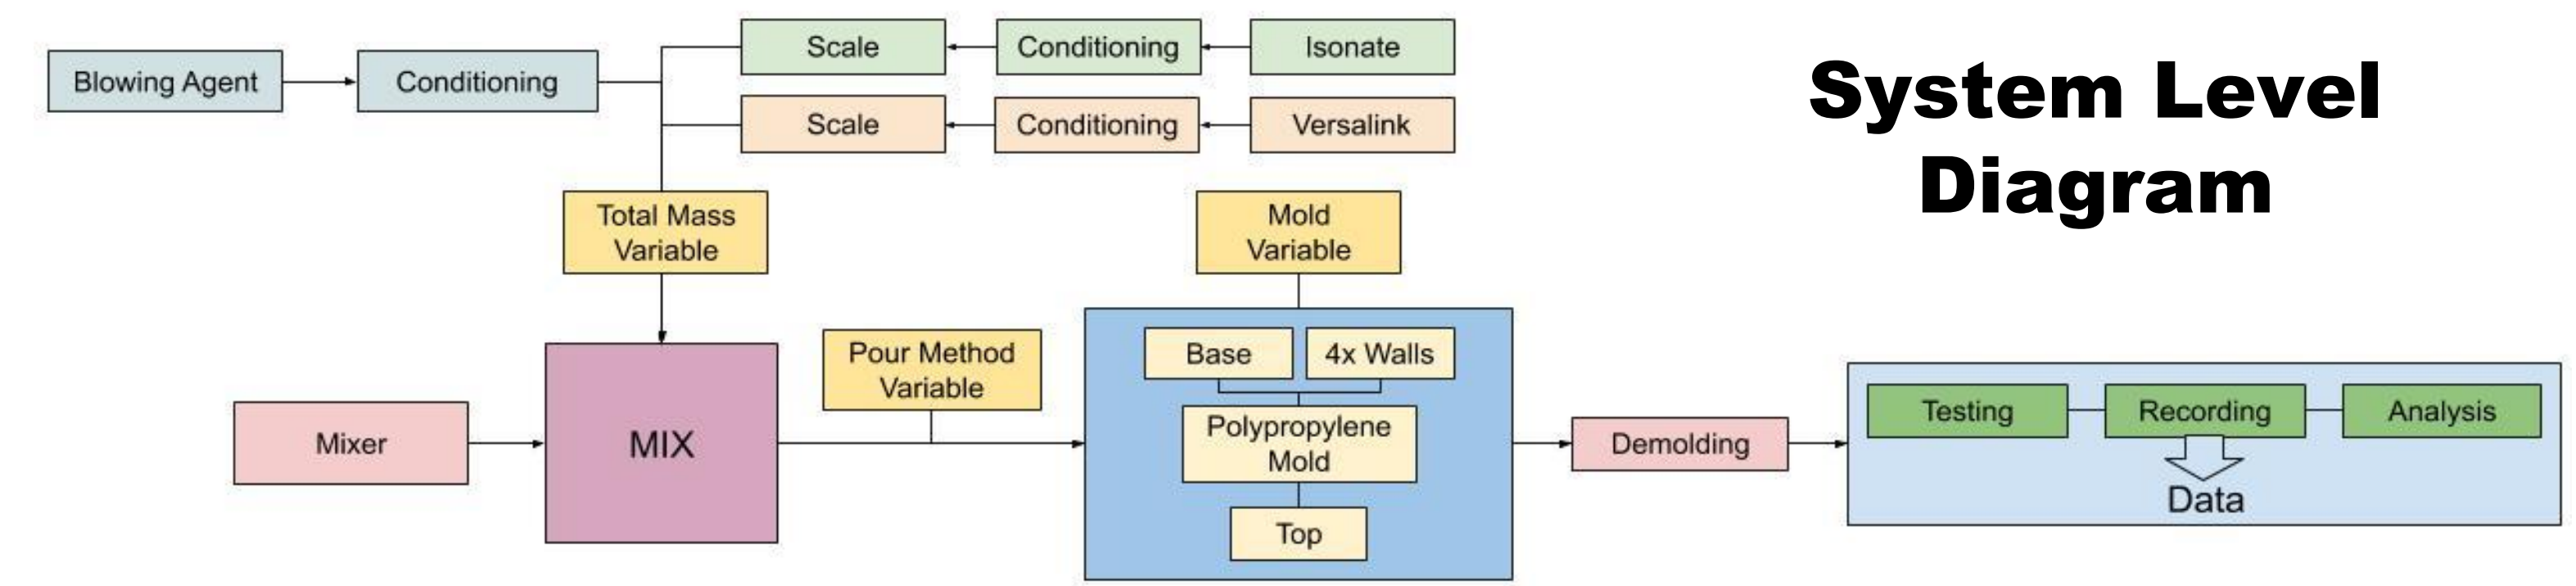 System Level
Diagram
Blowing Agent
Conditioning
Scale
Conditioning
Isonate
Scale
Conditioning
Versalink
Total Mass
Variable
Mold
Variable
Mixer
MIX
Pour Method
Variable
Base
4x Walls
Polypropylene
Mold
Top
Demolding
Testing
Recording
Analysis
Data